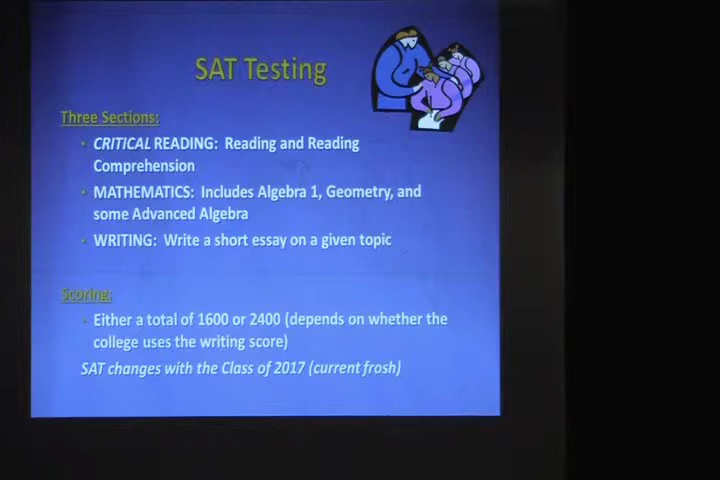 SAT Testing
Three Sections:
CRITICAL READING: Reading and Reading
Comprehension
MATHEMATICS: Includes Algebra 1, Geometry, and
some Advanced Algebra
WRITING: Write a short essay on a given topic
Scoring:
Either a total of 1600 or 2400 (depends on whether the
college uses the writing score)
SAT changes with the Class of 2017 (current frosh)